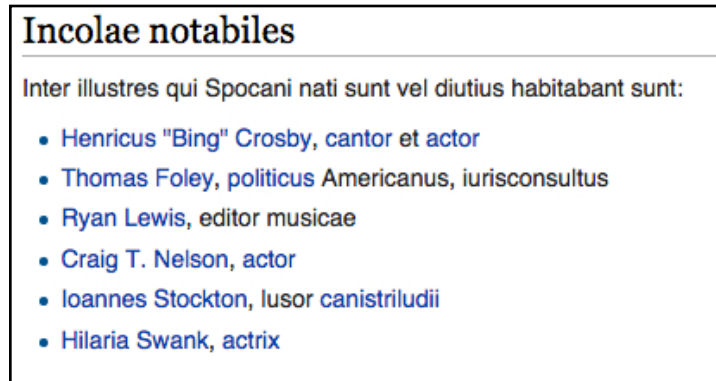 Incolae notabiles
Inter illustres qui Spocani nati sunt vel diutius habitabant sunt:
• Henricus "Bing" Crosby, cantor et actor
• Thomas Foley, politicus Americanus, iurisconsultus
• Ryan Lewis, editor musicae
• Craig T. Nelson, actor
• Ioannes Stockton, lusor canistriludii
• Hilaria Swank, actrix